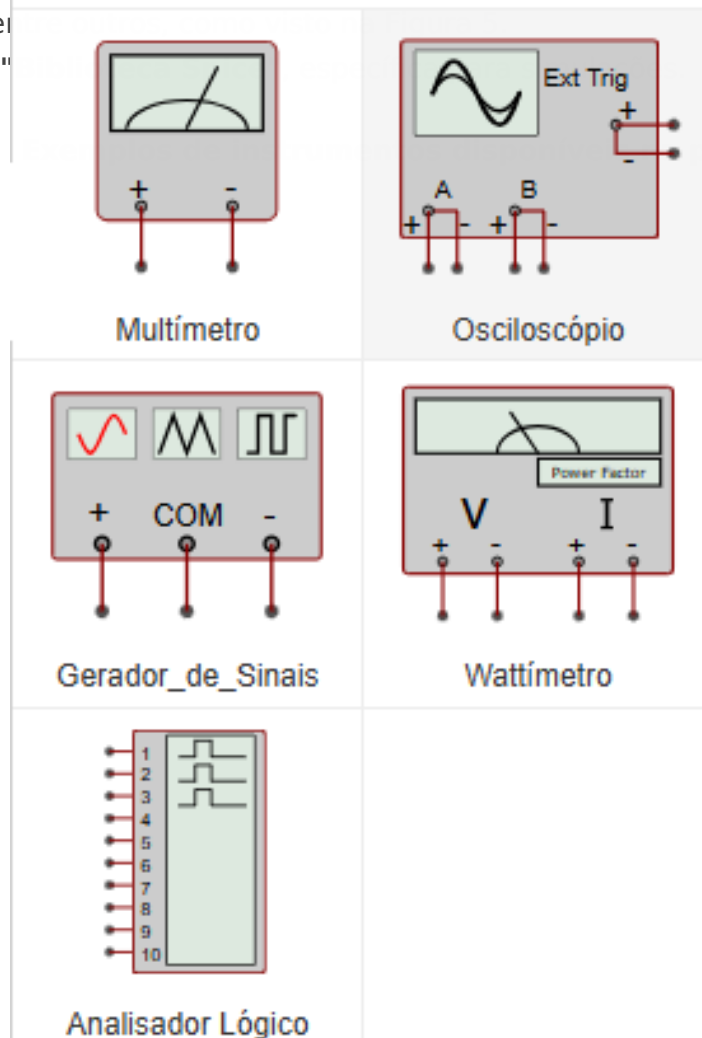 Ext Trig
+
-
+ -
A B
+ - + -
Multímetro
Osciloscópio
Power Factor
+ COM -
V I
+ - + -
Gerador_de_Sinais
Wattímetro
1
2
3
4
5
6
7
8
9
10
Analisador Lógico